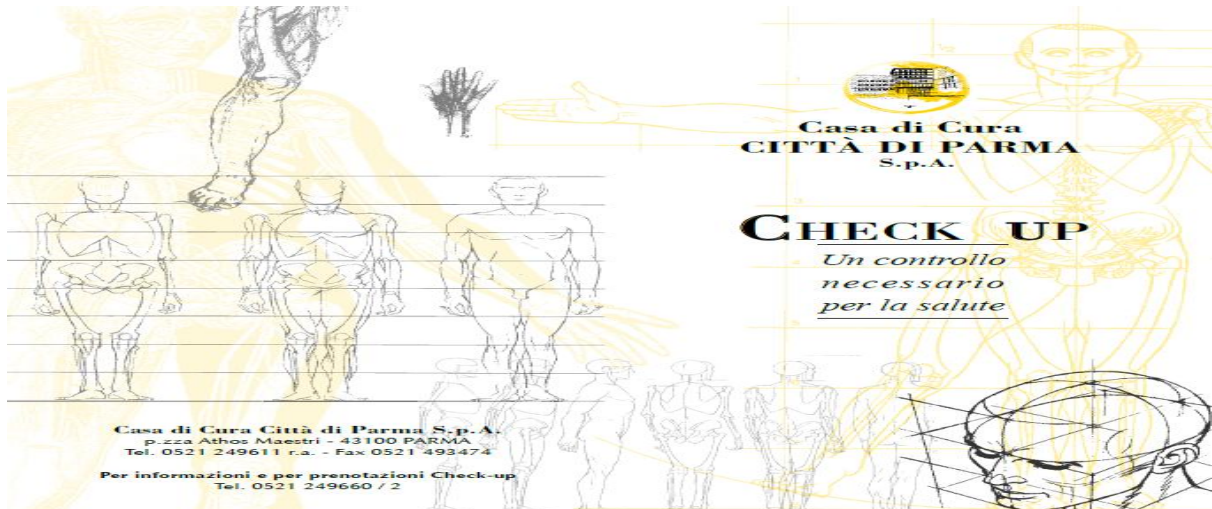 Casa di Cura
CITTÀ DI PARMA
S.p.A.
CHECK UP
Un controllo
necessario
per la salute
Casa di Cura Città di Parma S.p.A.
p.zza Athos Maestri - 43100 PARMA
Tel. 0521 249611 r.a. - Fax 0521 493474
Per informazioni e per prenotazioni Check-up
Tel. 0521 249660 / 2